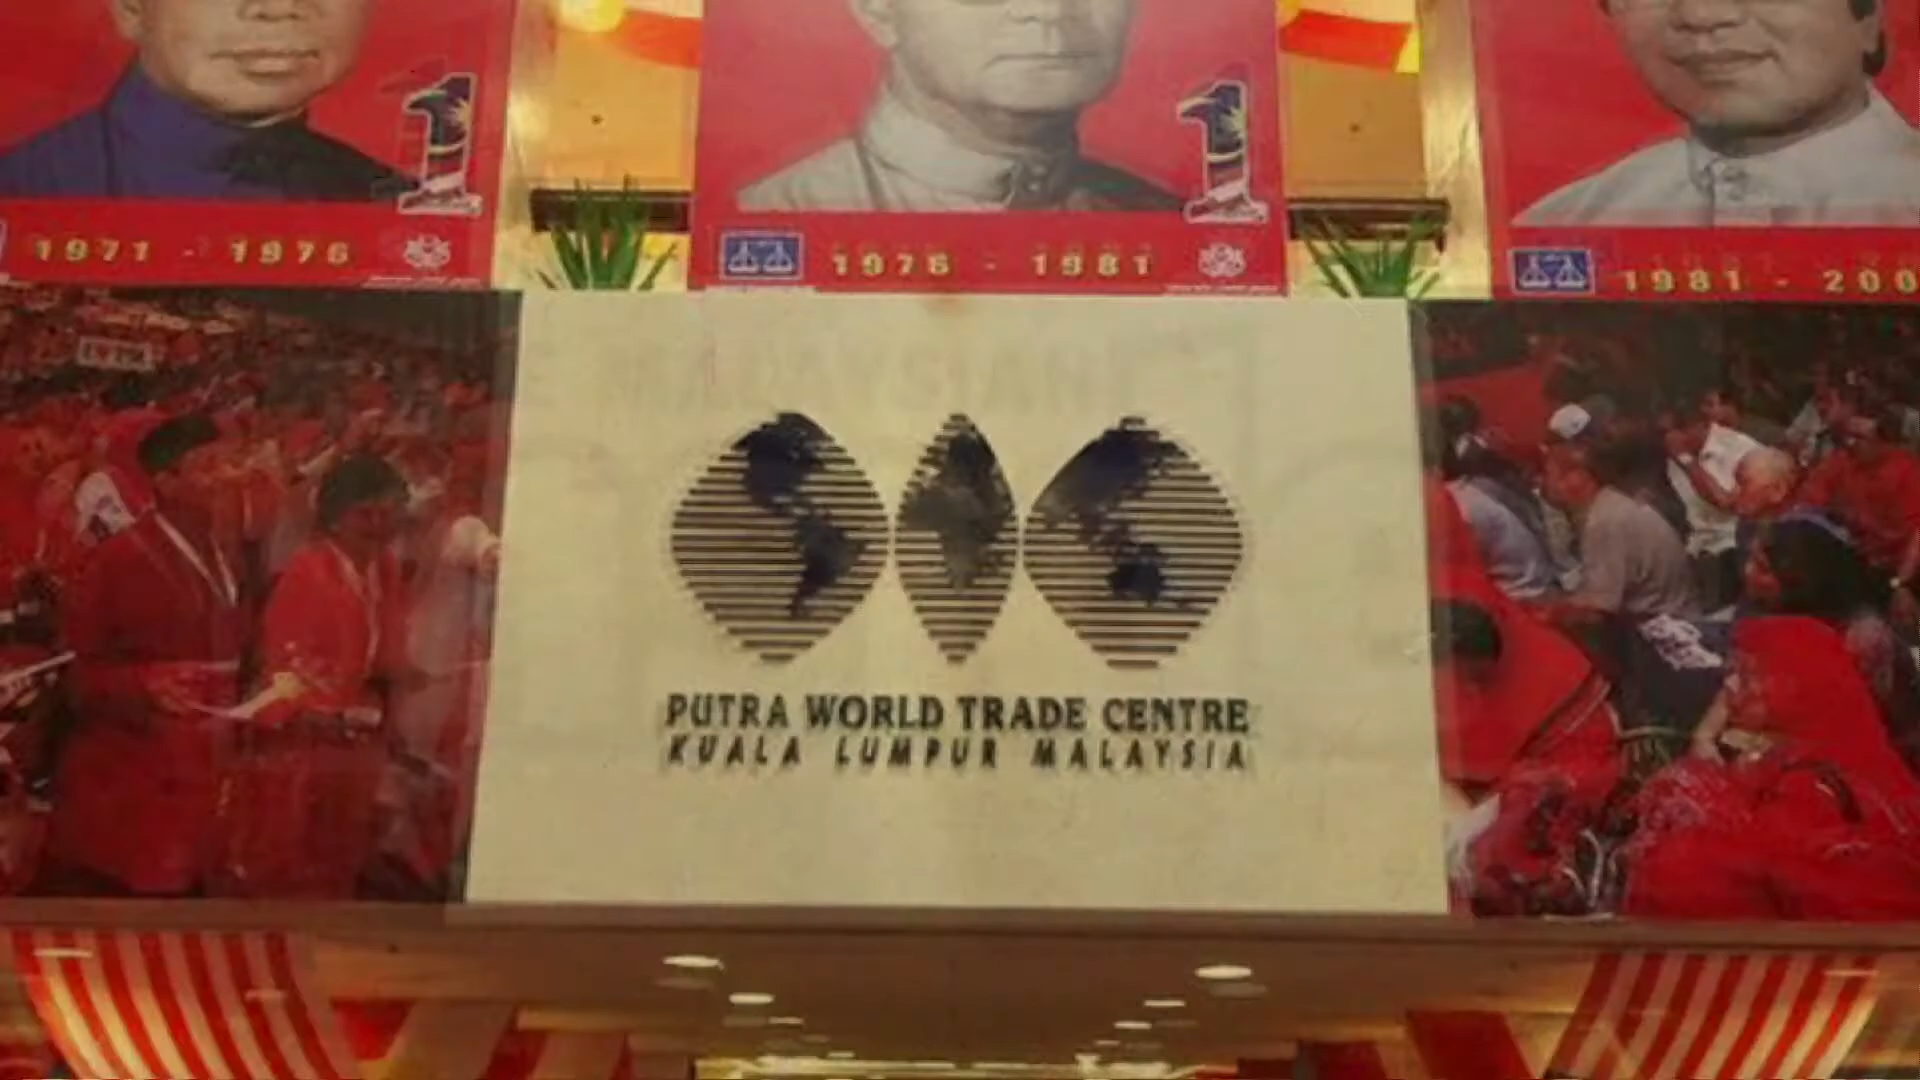 1971 - 1976
1976 - 1981
1981 - 200
PUTRA WORLD TRADE CENTRE
KUALA LUMPUR MALAYSIA